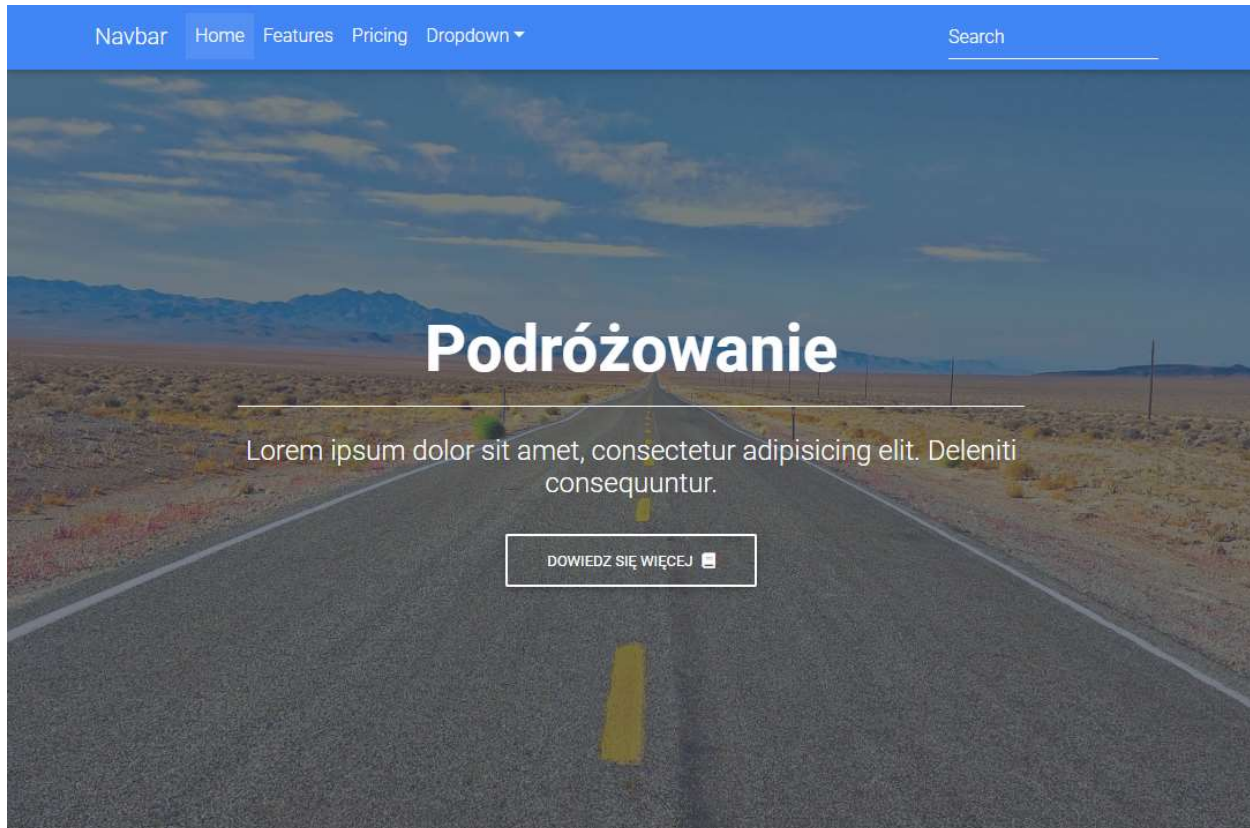 Navbar Home Features Pricing Dropdown Search
Podróżowanie
Lorem ipsum dolor sit amet, consectetur adipisicing elit. Deleniti
consequuntur.
DOWIEDZ SIĘ WIĘCEJ